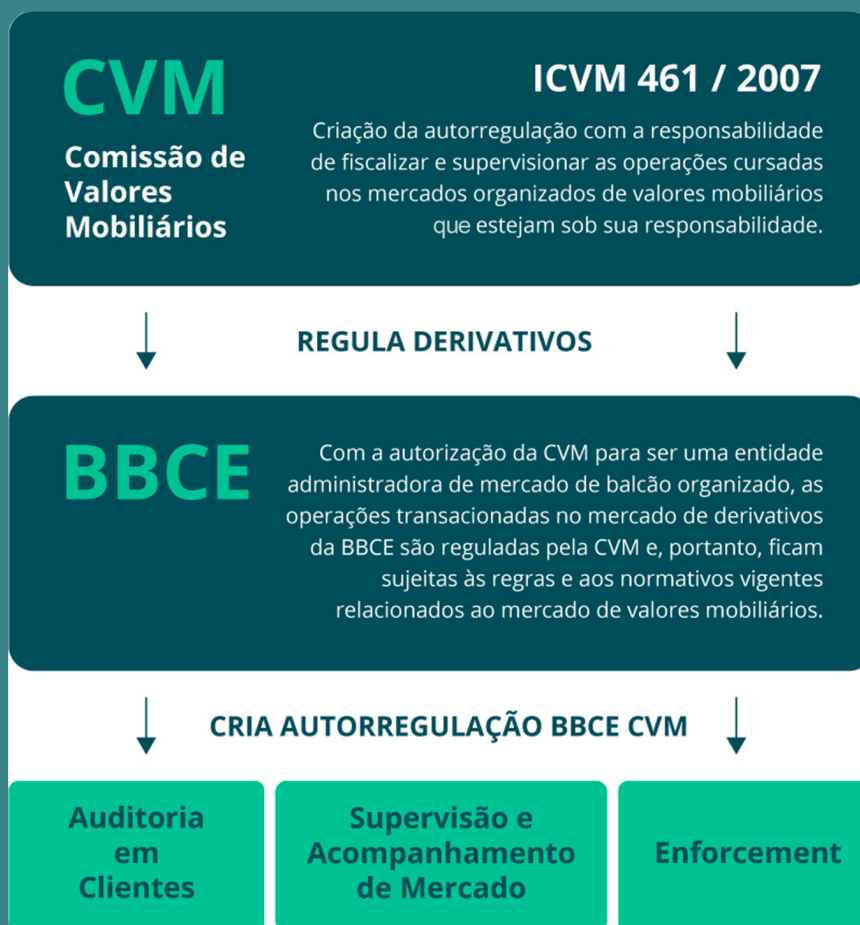 CVM
Comissão de
Valores
Mobiliários
ICVM 461 / 2007
Criação da autorregulação com a responsabilidade
de fiscalizar e supervisionar as operações cursadas
nos mercados organizados de valores mobiliários
que estejam sob sua responsabilidade.
REGULA DERIVATIVOS
BBCE
Com a autorização da CVM para ser uma entidade
administradora de mercado de balcão organizado, as
operações transacionadas no mercado de derivativos
da BBCE são reguladas pela CVM e, portanto, ficam
sujeitas às regras e aos normativos vigentes
relacionados ao mercado de valores mobiliários.
CRIA AUTORREGULAÇÃO BBCE CVM
Auditoria
em
Clientes
Supervisão e
Acompanhamento
de Mercado
Enforcement